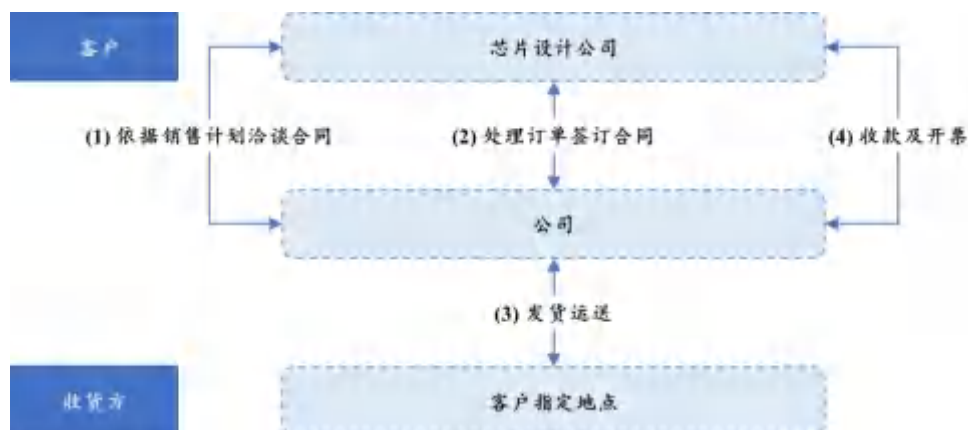 客户
芯片设计公司
(1) 依据销售计划洽谈合同
(2) 处理订单签订合同
(4) 收款及开票
公司
(3) 发货运送
收货方
客户指定地点